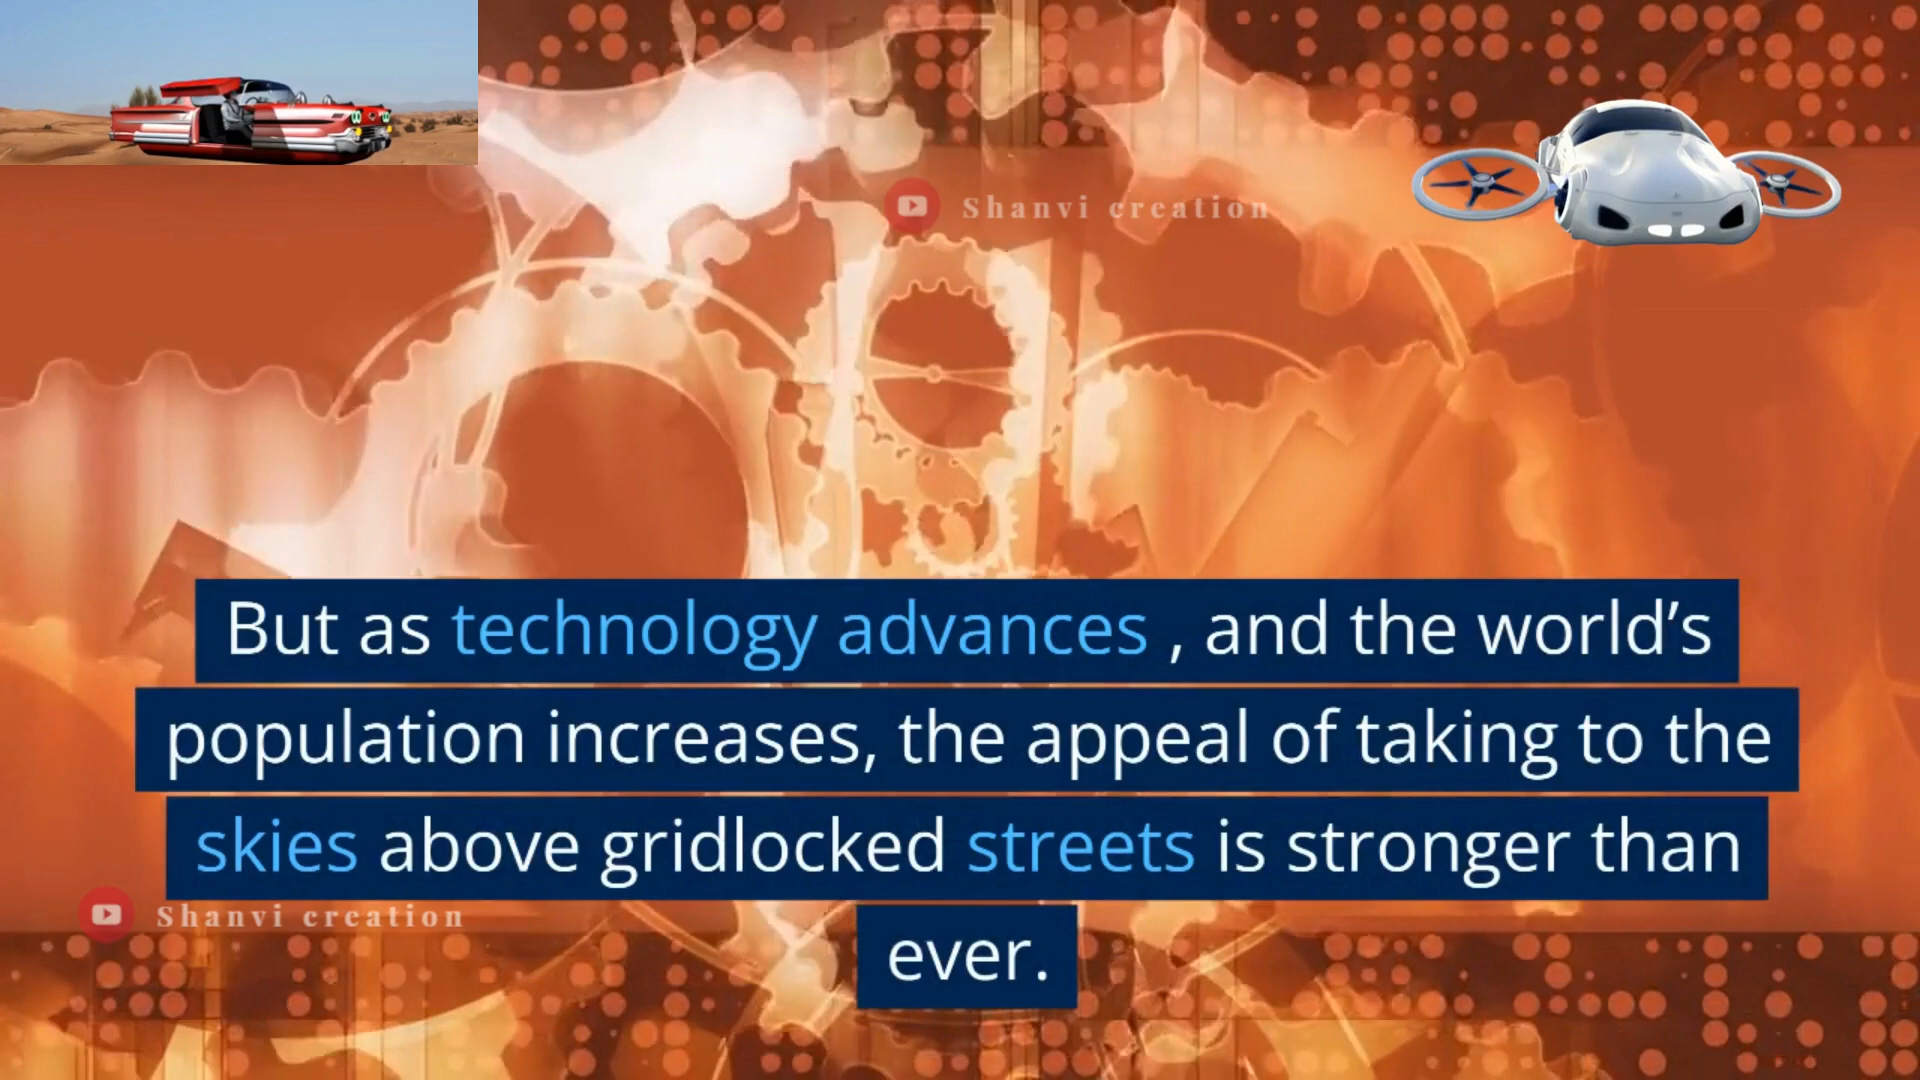 Shanvi creation
But as technology advances , and the world’s
population increases, the appeal of taking to the
skies above gridlocked streets is stronger than
Shanvi creation
ever.